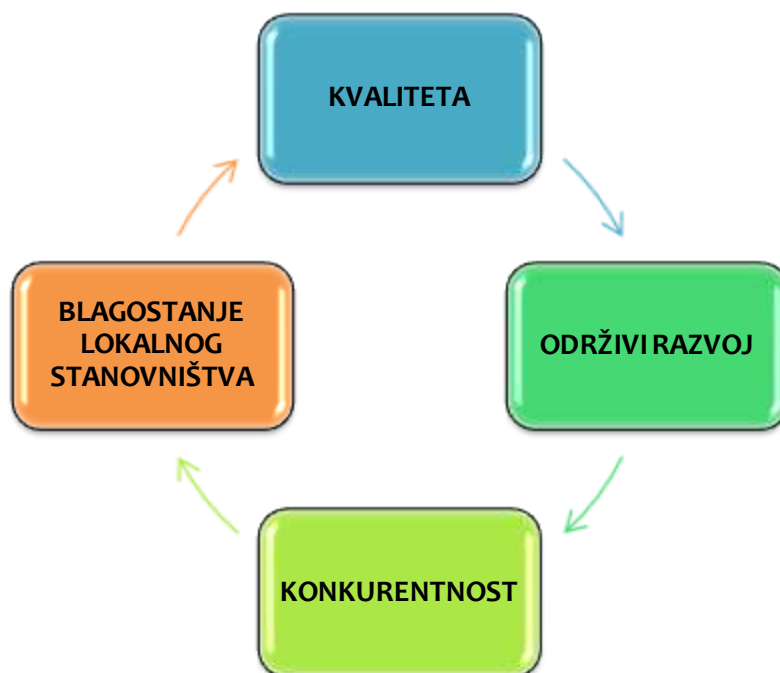 KVALITETA
BLAGOSTANJE
LOKALNOG
STANOVNIŠTVA
ODRŽIVI RAZVOJ
KONKURENTNOST